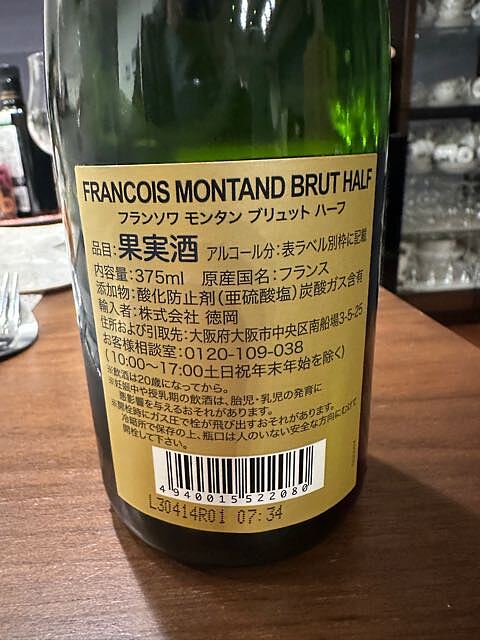 FRANCOIS MONTAND BRUT HALF
フランソワ モンタン ブリュット ハーフ
品目:果実酒 アルコール分:表ラベル別枠に記載
内容量:375ml 原産国名:フランス
添加物:酸化防止剤(亜硫酸塩)炭酸ガス含有
輸入者:株式会社 徳岡
住所および引取先:大阪府大阪市中央区南船場3-5-25
お客様相談室:0120-109-038
(10:00〜17:00土日祝年末年始を除く)
※飲酒は20歳になってから。
※妊娠中や授乳期の飲酒は、胎児・乳児の発育に
悪影響を与えるおそれがあります。
※開栓時にガス圧で栓が飛び出すおそれがあります。
冷暗所で保存の上、瓶口は人のいない安全な方向にむけて
開栓して下さい。
4940015522080
L30414R01 07:34